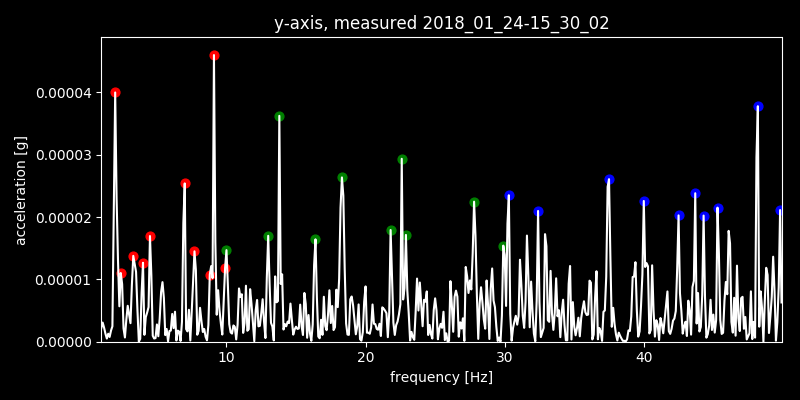 y-axis, measured 2018_01_24-15_30_02
acceleration [g]
0.00004
0.00003
0.00002
0.00001
0.00000
10 20 30 40
frequency [Hz]